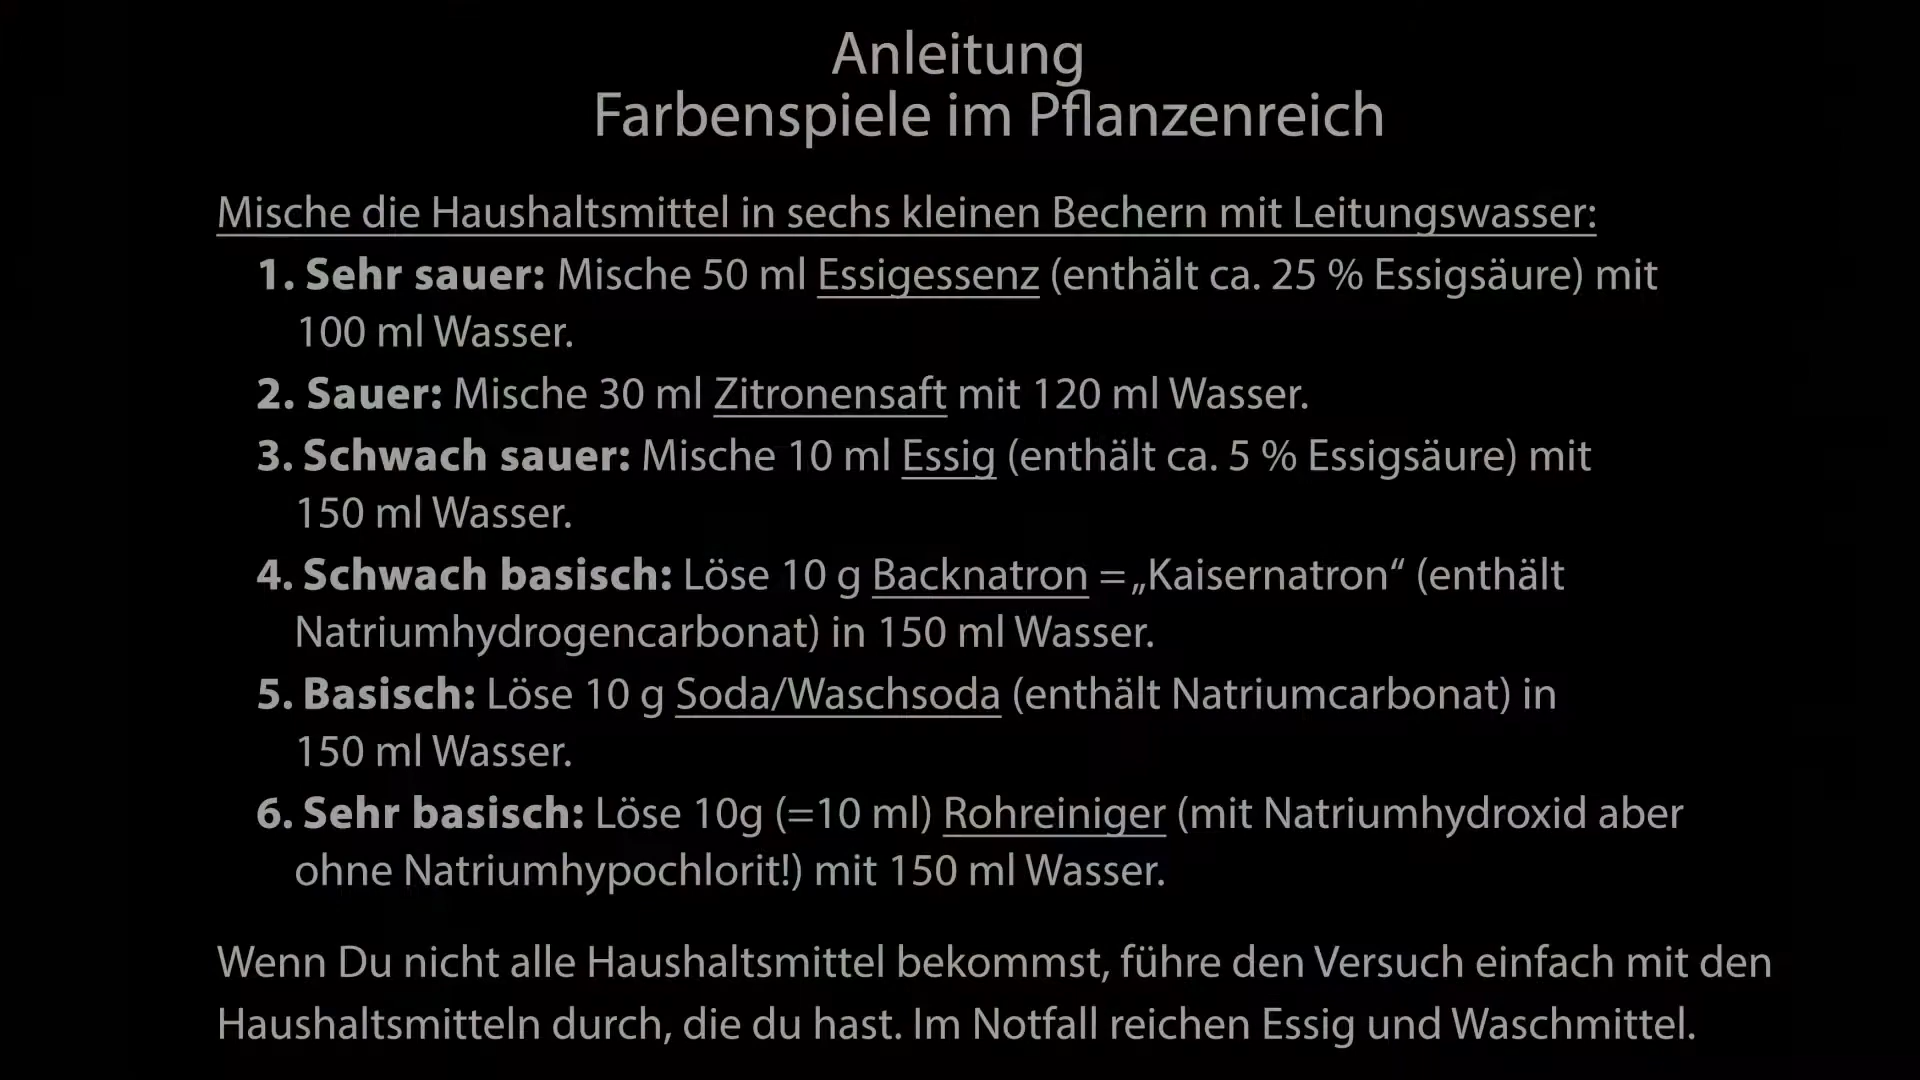 Anleitung
Farbenspiele im Pflanzenreich
Mische die Haushaltsmittel in sechs kleinen Bechern mit Leitungswasser:
1. Sehr sauer: Mische 50 ml Essigessenz (enthält ca. 25 % Essigsäure) mit
100 ml Wasser.
2. Sauer: Mische 30 ml Zitronensaft mit 120 ml Wasser.
3. Schwach sauer: Mische 10 ml Essig (enthält ca. 5 % Essigsäure) mit
150 ml Wasser.
4. Schwach basisch: Löse 10 g Backnatron = „Kaisernatron“ (enthält
Natriumhydrogencarbonat) in 150 ml Wasser.
5. Basisch: Löse 10 g Soda/Waschsoda (enthält Natriumcarbonat) in
150 ml Wasser.
6. Sehr basisch: Löse 10g (=10 ml) Rohreiniger (mit Natriumhydroxid aber
ohne Natriumhypochlorit!) mit 150 ml Wasser.
Wenn Du nicht alle Haushaltsmittel bekommst, führe den Versuch einfach mit den
Haushaltsmitteln durch, die du hast. Im Notfall reichen Essig und Waschmittel.